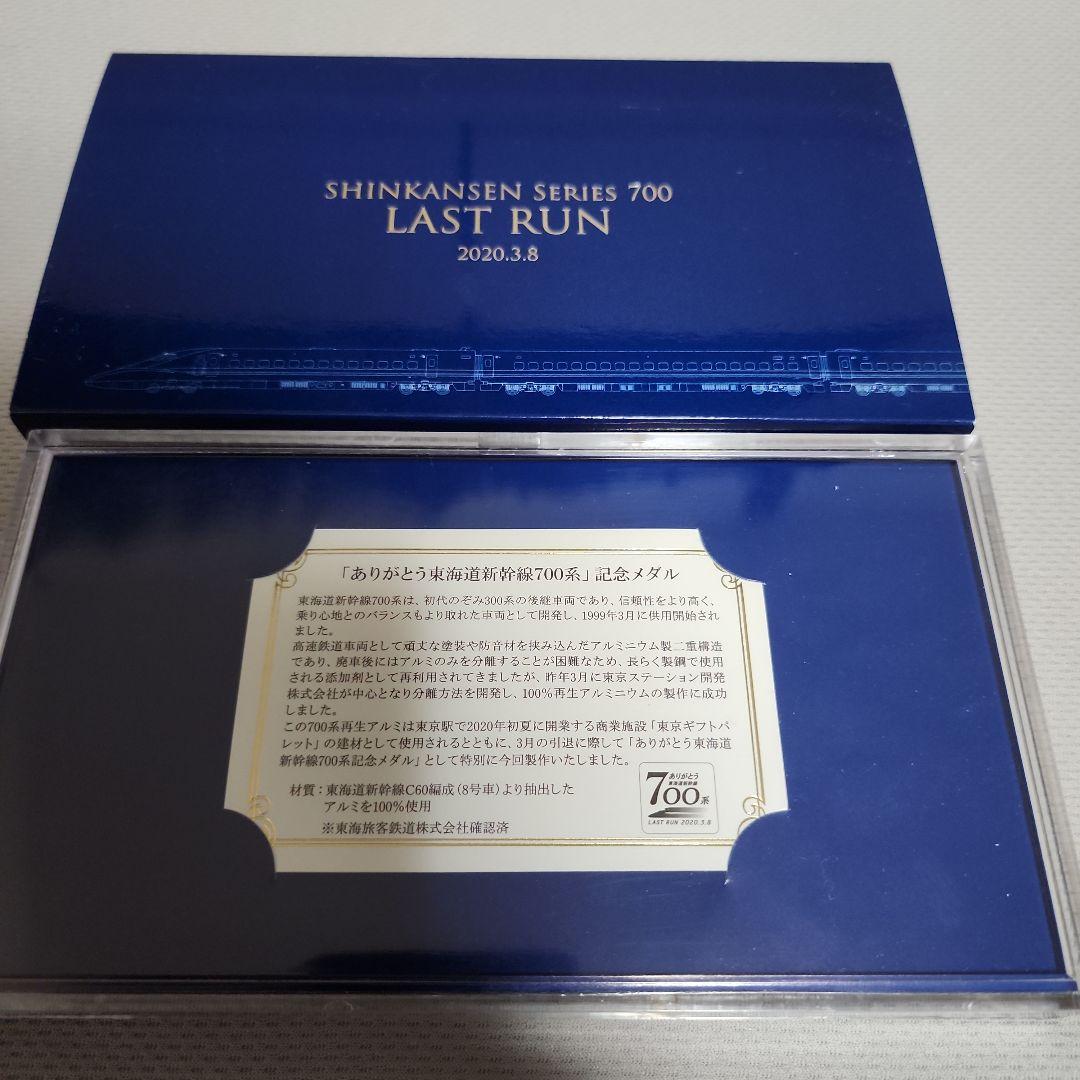 SHINKANSEN SERIES 700
LAST RUN
2020.3.8
「ありがとう東海道新幹線700系」記念メダル
東海道新幹線700系は、初代のぞみ300系の後継車両であり、信頼性をより高く、
乗り心地とのバランスもより取れた車両として開発し、1999年3月に供用開始され
ました。
高速鉄道車両として頑丈な塗装や防音材を挟み込んだアルミニウム製二重構造
であり、廃車後にはアルミのみを分離することが困難なため、長らく製鋼で使用
される添加剤として再利用されてきましたが、昨年3月に東京ステーション開発
株式会社が中心となり分離方法を開発し、100%再生アルミニウムの製作に成功
しました。
この700系再生アルミは東京駅で2020年初夏に開業する商業施設「東京ギフトパ
レット」の建材として使用されるとともに、3月の引退に際して「ありがとう東海道
新幹線700系記念メダル」として特別に今回製作いたしました。
材質：東海道新幹線C60編成（8号車）より抽出した
アルミを100%使用
※東海旅客鉄道株式会社確認済
ありがとう
東海道新幹線
700系
LAST RUN 2020.3.8